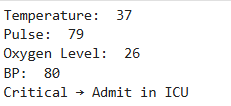 Temperature:  37
Pulse:  79
Oxygen Level:  26
BP:  80
Critical → Admit in ICU